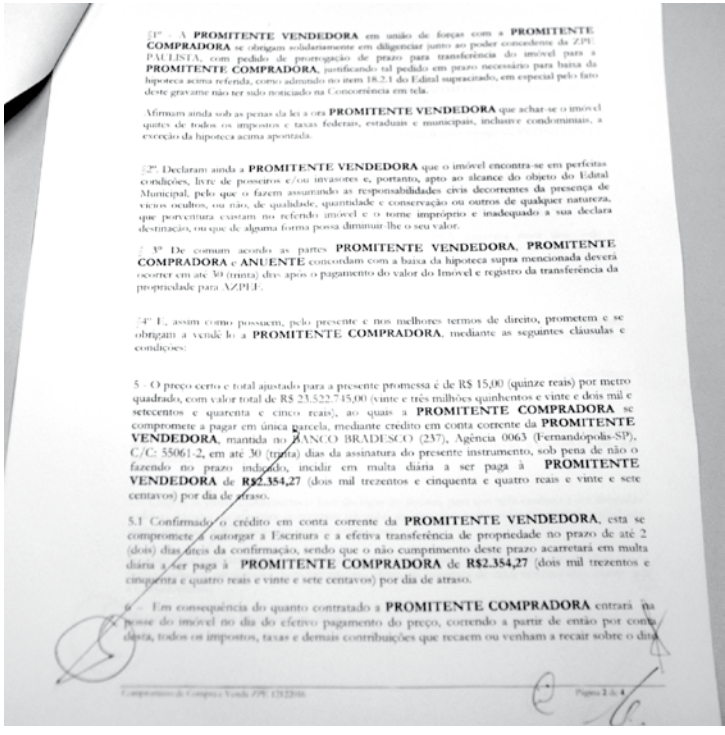 §1º - A PROMITENTE VENDEDORA em união de forças com a PROMITENTE
COMPRADORA se obrigam solidariamente em diligenciar junto ao poder concedente da ZPE
PAULISTA, com pedido de prorrogação de prazo para transferência do imóvel para a
PROMITENTE COMPRADORA, justificando tal pedido em prazo necessário para baixa da
hipoteca acima referida, como admitido no item 18.2.1 do Edital supracitado, em especial pelo fato
deste gravame não ter sido noticiado na Concorrência em tela.
Afirmam ainda sob as penas da lei a ora PROMITENTE VENDEDORA que achar-se o imóvel
quites de todos os impostos e taxas federais, estaduais e municipais, inclusive condominiais, a
exceção da hipoteca acima apontada.
§2º. Declaram ainda a PROMITENTE VENDEDORA que o imóvel encontra-se em perfeitas
condições, livre de posseiros e/ou invasores e, portanto, apto ao alcance do objeto do Edital
Municipal, pelo que o fazem assumindo as responsabilidades civis decorrentes da presença de
vícios ocultos, ou não, de qualidade, quantidade e conservação ou outros de qualquer natureza,
que porventura existam no referido imóvel e o torne impróprio e inadequado a sua declara
destinação, ou que de alguma forma possa diminuir-lhe o seu valor.
§ 3º De comum acordo as partes PROMITENTE VENDEDORA, PROMITENTE
COMPRADORA e ANUENTE concordam com a baixa da hipoteca supra mencionada deverá
ocorrer em até 30 (trinta) dias após o pagamento do valor do Imóvel e registro da transferência da
propriedade para AZPEF.
§4º E, assim como possuem, pelo presente e nos melhores termos de direito, prometem e se
obrigam a vendê-lo a PROMITENTE COMPRADORA, mediante as seguintes cláusulas e
condições:
5 - O preço certo e total ajustado para a presente promessa é de R$ 15,00 (quinze reais) por metro
quadrado, com valor total de R$ 23.522.745,00 (vinte e três milhões quinhentos e vinte e dois mil e
setecentos e quarenta e cinco reais), ao quais a PROMITENTE COMPRADORA se
compromete a pagar em única parcela, mediante crédito em conta corrente da PROMITENTE
VENDEDORA, mantida no BANCO BRADESCO (237), Agência 0063 (Fernandópolis-SP),
C/C: 55061-2, em até 30 (trinta) dias da assinatura do presente instrumento, sob pena de não o
fazendo no prazo indicado, incidir em multa diária a ser paga à PROMITENTE
VENDEDORA de R$2.354,27 (dois mil trezentos e cinquenta e quatro reais e vinte e sete
centavos) por dia de atraso.
5.1 Confirmado o crédito em conta corrente da PROMITENTE VENDEDORA, esta se
compromete a outorgar a Escritura e a efetiva transferência de propriedade no prazo de até 2
(dois) dias úteis da confirmação, sendo que o não cumprimento deste prazo acarretará em multa
diária a ser paga à PROMITENTE COMPRADORA de R$2.354,27 (dois mil trezentos e
cinquenta e quatro reais e vinte e sete centavos) por dia de atraso.
6 - Em consequência do quanto contratado a PROMITENTE COMPRADORA entrará na
posse do imóvel no dia do efetivo pagamento do preço, correndo a partir de então por conta
desta, todos os impostos, taxas e demais contribuições que recaem ou venham a recair sobre o dito
Compromisso de Compra e Venda ZPE
Página 2 de 4